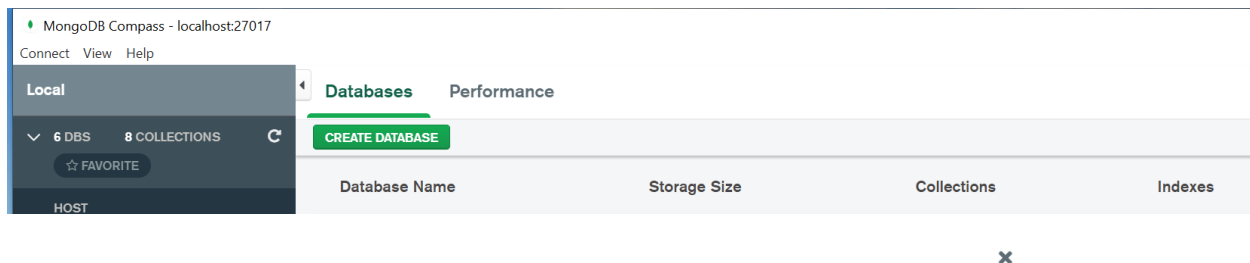 MongoDB Compass - localhost:27017
Connect View Help
Local
Databases Performance
6 DBS 8 COLLECTIONS
CREATE DATABASE
FAVORITE
Database Name Storage Size Collections Indexes
HOST